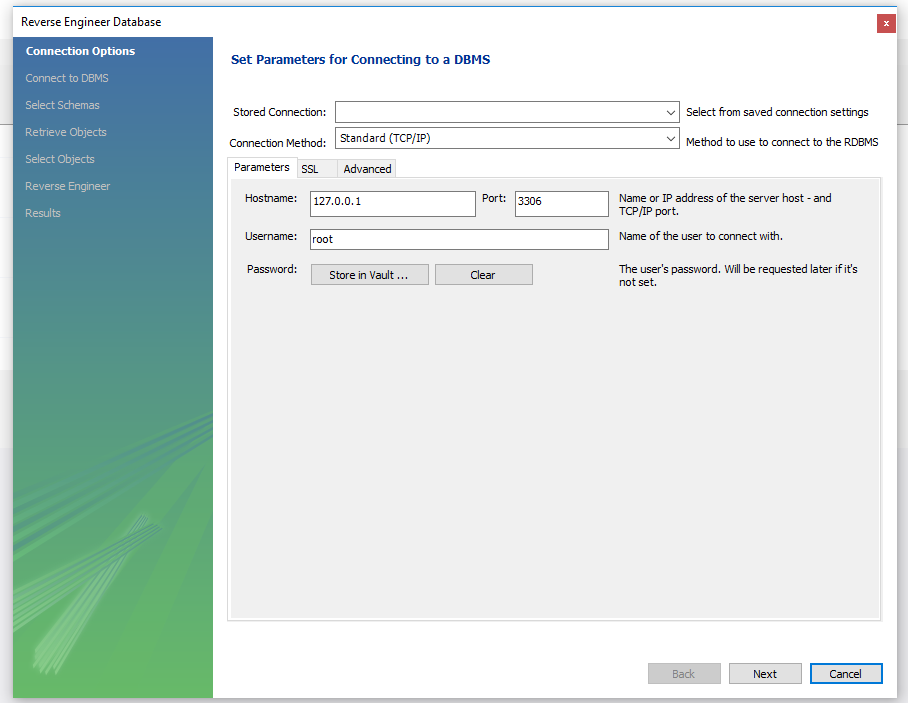 Reverse Engineer Database
x
Connection Options
Connect to DBMS
Select Schemas
Retrieve Objects
Select Objects
Reverse Engineer
Results
Set Parameters for Connecting to a DBMS
Stored Connection: Select from saved connection settings
Connection Method: Standard (TCP/IP) Method to use to connect to the RDBMS
Parameters SSL Advanced
Hostname: 127.0.0.1 Port: 3306 Name or IP address of the server host - and
TCP/IP port.
Username: root Name of the user to connect with.
Password: Store in Vault ... Clear The user's password. Will be requested later if it's
not set.
Back Next Cancel